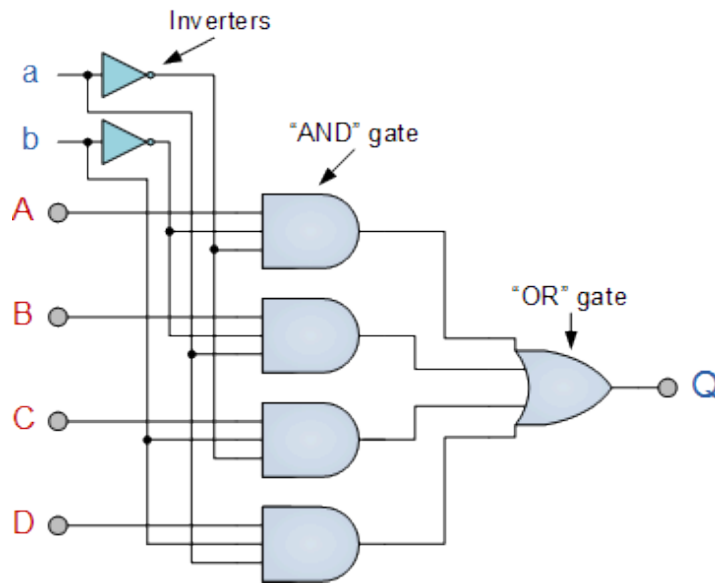 Inverters
a
b
“AND” gate
A
“OR” gate
B
Q
C
D